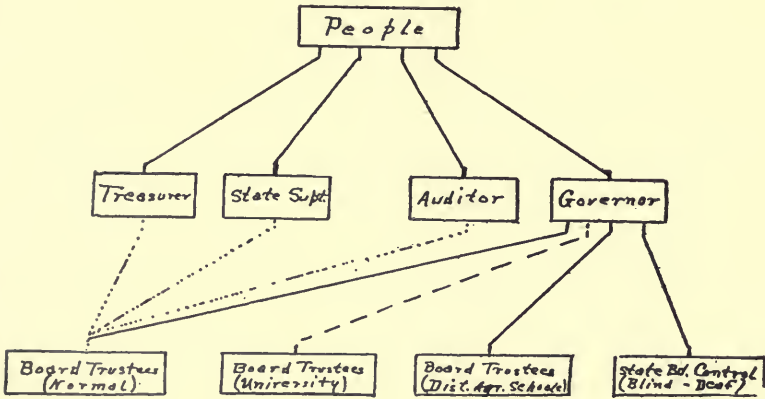 People
Treasurer
State Supt
Auditor
Governor
Board Trustees
(Normal)
Board Trustees
(University)
Board Trustees
(Dist. Agr. Schools)
State Bd. Control
(Blind - Deaf)